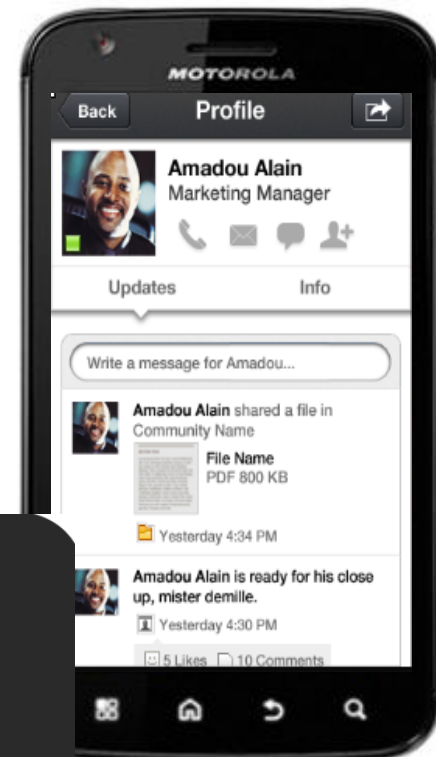 MOTOROLA
Back
Profile
Amadou Alain
Marketing Manager
Updates
Info
Write a message for Amadou...
Amadou Alain shared a file in
Community Name
File Name
PDF 800 KB
Yesterday 4:34 PM
Amadou Alain is ready for his close
up, mister demille.
Yesterday 4:30 PM
5 Likes
10 Comments